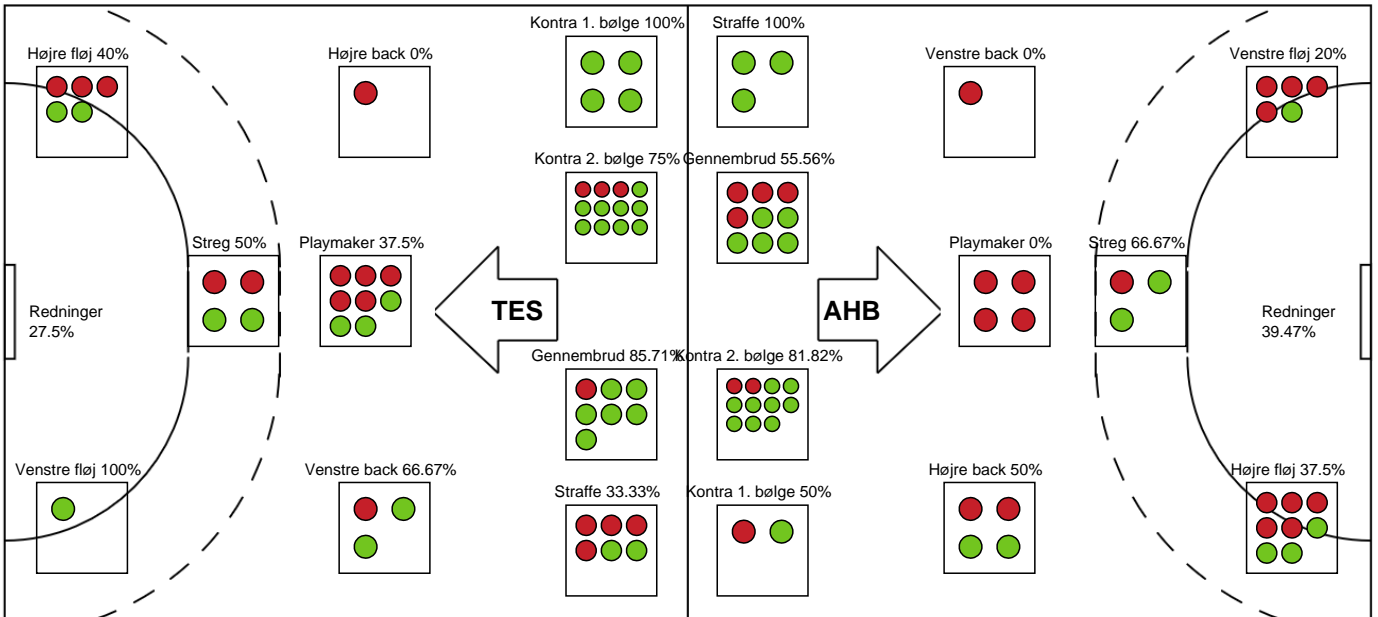 Kontra 1. bølge 100%
Straffe 100%
Højre fløj 40%
Højre back 0%
Venstre back 0%
Venstre fløj 20%
Kontra 2. bølge 75%
Gennembrud 55.56%
Streg 50%
Playmaker 37.5%
Playmaker 0%
Streg 66.67%
Redninger
27.5%
TES
AHB
Redninger
39.47%
Gennembrud 85.71%
Kontra 2. bølge 81.82%
Venstre fløj 100%
Venstre back 66.67%
Højre back 50%
Højre fløj 37.5%
Straffe 33.33%
Kontra 1. bølge 50%